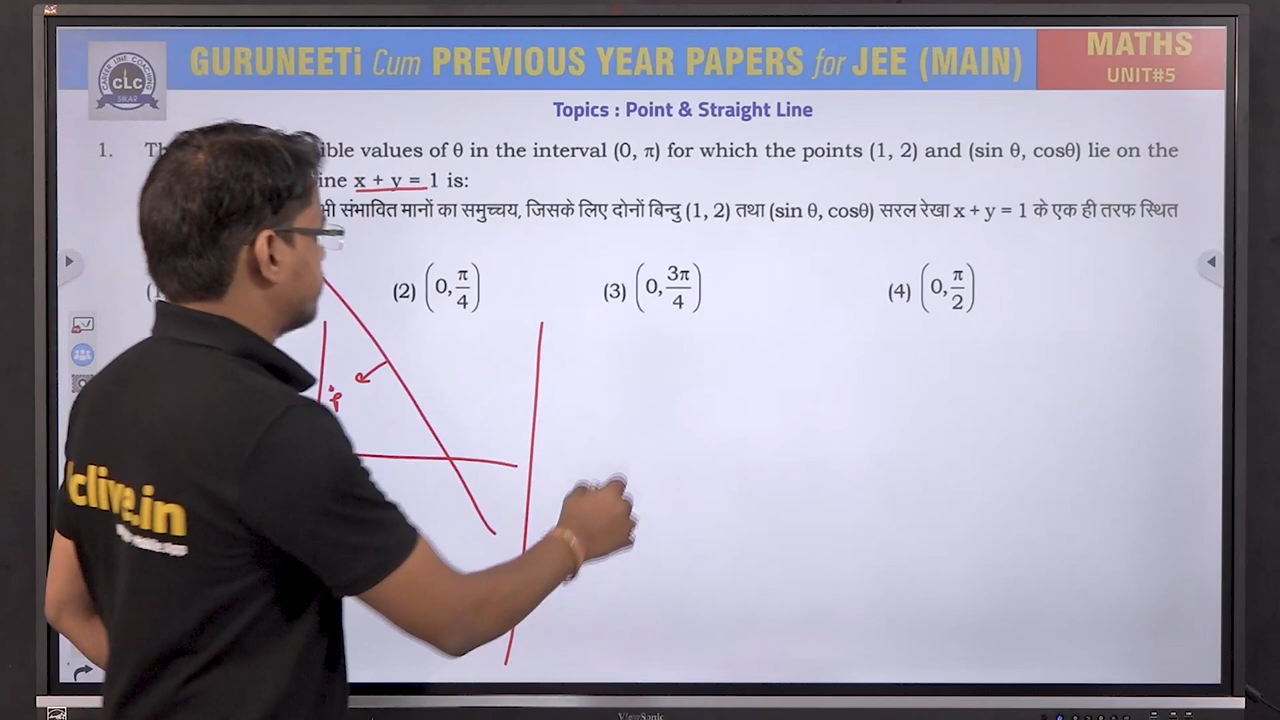 GURUNEETi Cum PREVIOUS YEAR PAPERS for JEE (MAIN)
MATHS
UNIT#5
CLC
SIKAR
Topics : Point & Straight Line
1. values of θ in the interval (0, π) for which the points (1, 2) and (sin θ, cosθ) lie on the
x + y = 1 is:
संभावित मानों का समुच्चय, जिसके लिए दोनों बिन्दु (1, 2) तथा (sin θ, cosθ) सरल रेखा x + y = 1 के एक ही तरफ स्थित
(2) (0, π/4) (3) (0, 3π/4) (4) (0, π/2)
clive.in
ViewSonic